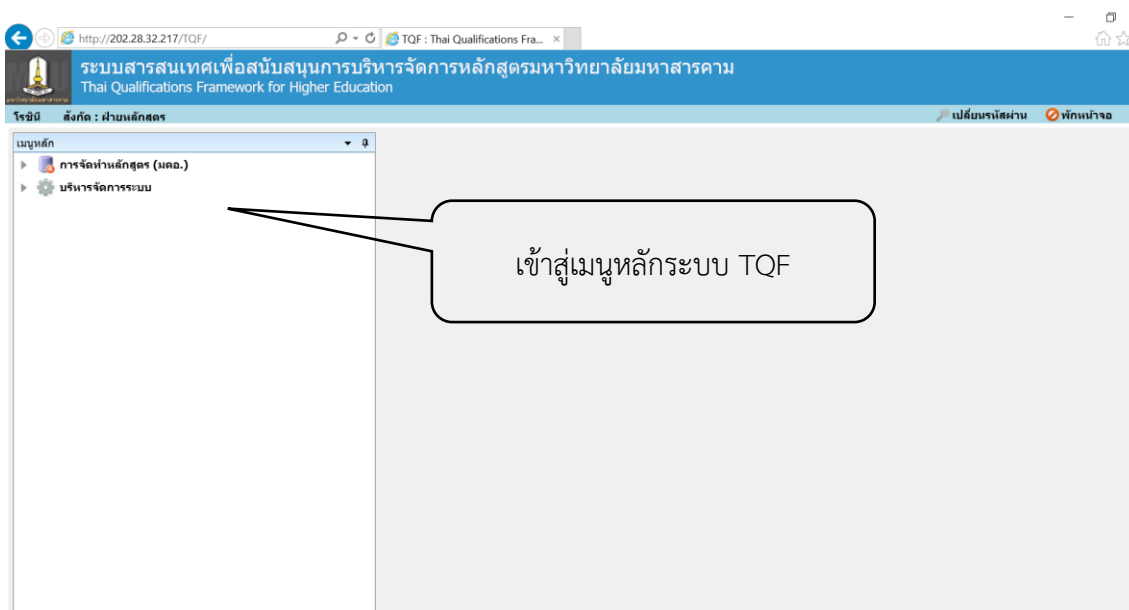 http://202.28.32.217/TQF/
TQF : Thai Qualifications Fra...
ระบบสารสนเทศเพื่อสนับสนุนการบริหารจัดการหลักสูตรมหาวิทยาลัยมหาสารคาม
Thai Qualifications Framework for Higher Education
โรชินี สังกัด : ฝ่ายหลักสูตร เปลี่ยนรหัสผ่าน พักหน้าจอ
เมนูหลัก
การจัดทำหลักสูตร (มคอ.)
บริหารจัดการระบบ
เข้าสู่เมนูหลักระบบ TQF